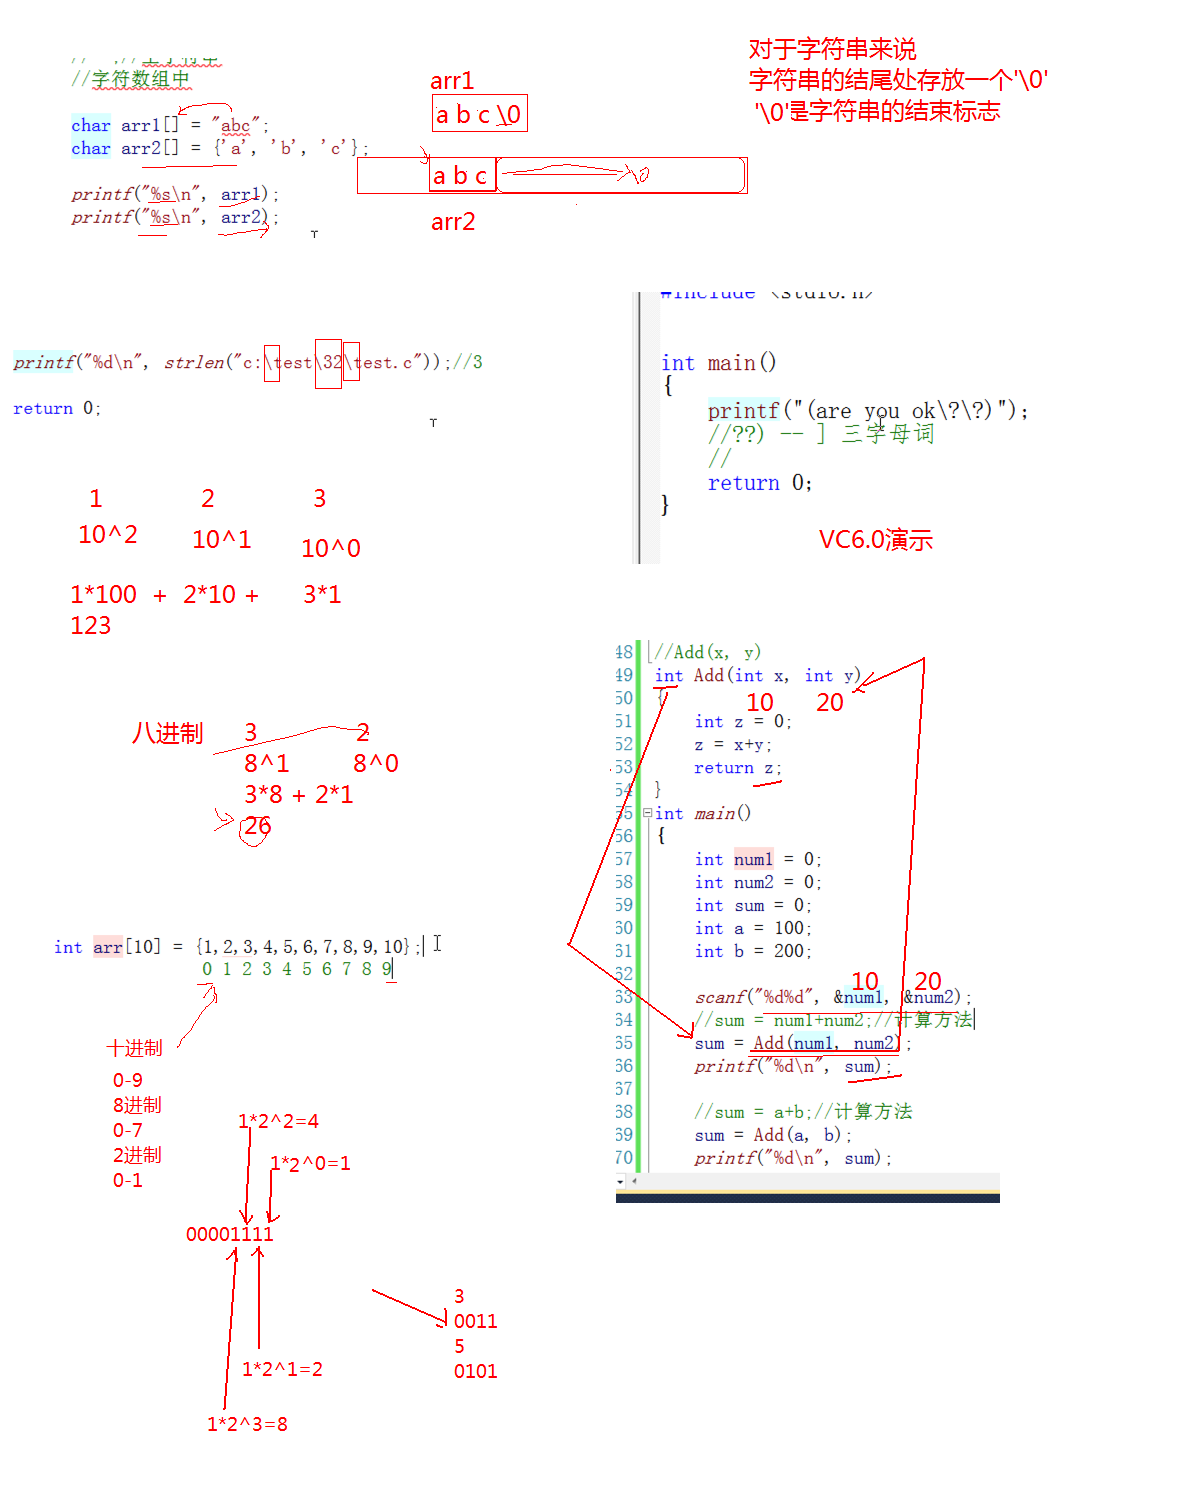 //字符数组中
char arr1[] = "abc";
char arr2[] = {'a', 'b', 'c'};
printf("%s\n", arr1);
printf("%s\n", arr2);
arr1
a b c \0
a b c
\0
arr2
对于字符串来说
字符串的结尾处存放一个'\0'
'\0'是字符串的结束标志
printf("%d\n", strlen("c:\test\32\test.c"));//3
return 0;
#include <stdio.h>
int main()
{
printf("(are you ok\?\?)");
//??) -- ] 三字母词
//
return 0;
}
VC6.0演示
1 2 3
10^2 10^1 10^0
1*100 + 2*10 + 3*1
123
八进制 3 2
8^1 8^0
3*8 + 2*1
26
int arr[10] = {1,2,3,4,5,6,7,8,9,10};
0 1 2 3 4 5 6 7 8 9
十进制
0-9
8进制
0-7
2进制
0-1
1*2^2=4
1*2^0=1
00001111
1*2^1=2
1*2^3=8
3
0011
5
0101
48 //Add(x, y)
49 int Add(int x, int y)
50 {
10 20
51 int z = 0;
52 z = x+y;
53 return z;
54 }
55 int main()
56 {
57 int num1 = 0;
58 int num2 = 0;
59 int sum = 0;
60 int a = 100;
61 int b = 200;
62
10 20
63 scanf("%d%d", &num1, &num2);
64 //sum = num1+num2;//计算方法
65 sum = Add(num1, num2);
66 printf("%d\n", sum);
67
68 //sum = a+b;//计算方法
69 sum = Add(a, b);
70 printf("%d\n", sum);